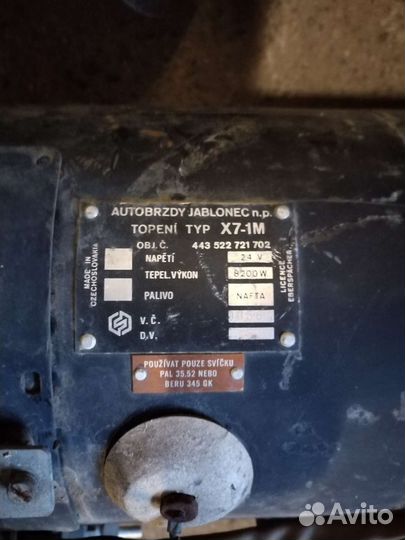 AUTOBRZDY JABLONEC n.p.
TOPENÍ TYP X7-1M
OBJ. Č. 443 522 721 702
NAPĚTÍ 24 V
TEPEL.VÝKON 8200W
PALIVO NAFTA
V. Č.
D. V.
MADE IN
CZECHOSLOVAKIA
LICENCE
EBERSPÄCHER
POUŽÍVAT POUZE SVÍČKU
PAL 35.52 NEBO
BERU 345 GK
Avito